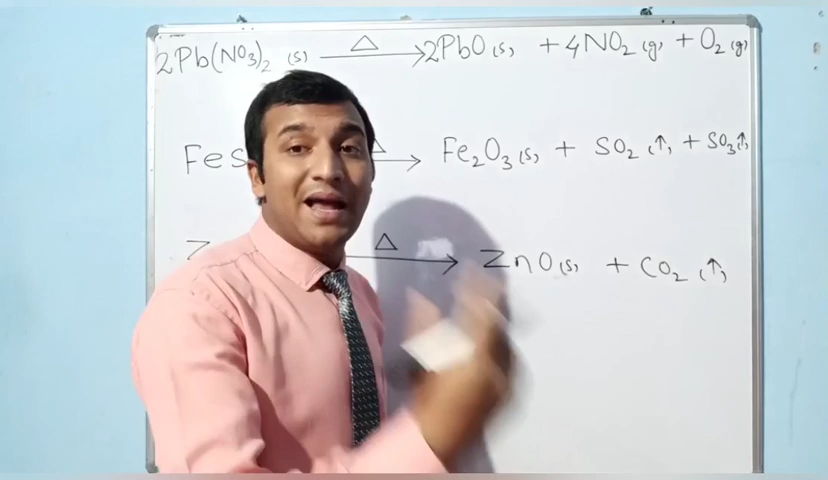 2Pb(NO₃)₂ (s) —Δ→ 2PbO(s) + 4NO₂(g) + O₂(g)
FeS Δ → Fe₂O₃(s) + SO₂(↑) + SO₃↑
Z Δ → ZnO(s) + CO₂(↑)